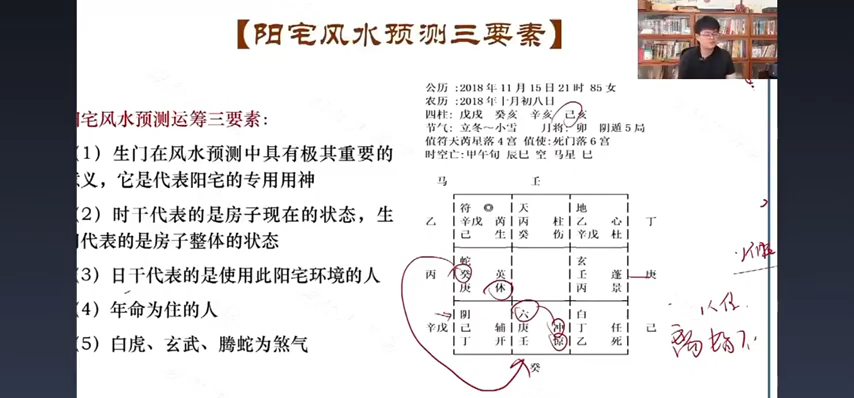 【阳宅风水预测三要素】
宅风水预测运筹三要素：
（1）生门在风水预测中具有极其重要的
义，它是代表阳宅的专用用神
（2）时干代表的是房子现在的状态，生
代表的是房子整体的状态
（3）日干代表的是使用此阳宅环境的人
（4）年命为住的人
（5）白虎、玄武、腾蛇为煞气
公历：2018年11月15日21时 85女
农历：2018年十月初八日
四柱：戊戌 癸亥 辛亥 己亥
节气：立冬～小雪 月将：卯 阴遁5局
值符天芮星落4宫 值使：死门落6宫
时空亡：甲午旬 辰巳 空 马星 巳
马 壬
符 ◎ 天 地
乙 辛戊 芮 丙 柱 乙 心 丁
己 生 癸 伤 辛戊 杜
蛇 玄
丙 癸 英 壬 蓬 庚
庚 休 丙 景
阴 六 白
辛戊 己 辅 庚 冲 丁 任 己
丁 开 壬 惊 乙 死
癸